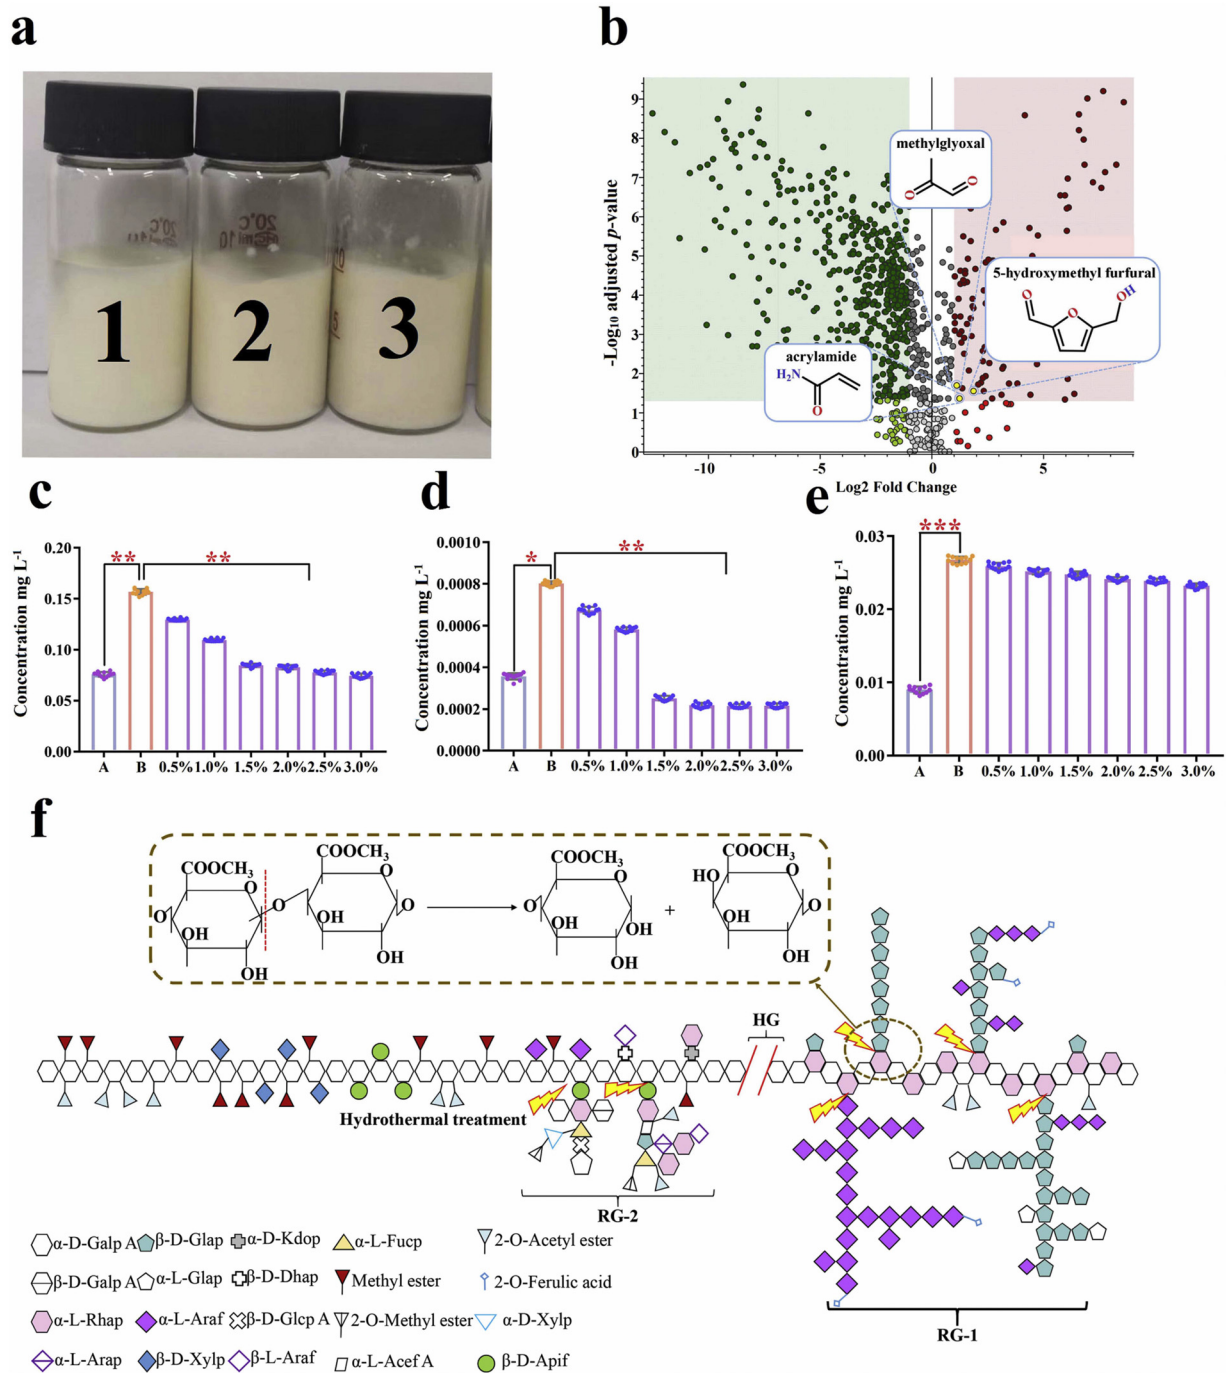 a
b
1
2
3
20°C
20°C
methylglyoxal
O
O
5-hydroxymethyl furfural
O
O
OH
acrylamide
H₂N
O
-Log₁₀ adjusted p-value
9
8
7
6
5
4
3
2
1
0
-10
-5
0
5
Log2 Fold Change
c
d
e
Concentration mg L⁻¹
0.20
0.15
0.10
0.05
0.00
**
**
A B 0.5% 1.0% 1.5% 2.0% 2.5% 3.0%
Concentration mg L⁻¹
0.0010
0.0008
0.0006
0.0004
0.0002
0.0000
*
**
A B 0.5% 1.0% 1.5% 2.0% 2.5% 3.0%
Concentration mg L⁻¹
0.03
0.02
0.01
0.00
***
A B 0.5% 1.0% 1.5% 2.0% 2.5% 3.0%
f
COOCH₃
O
O
OH
OH
O
COOCH₃
O
O
OH
OH
COOCH₃
O
O
OH
OH
OH
+
COOCH₃
HO
O
O
OH
OH
HG
Hydrothermal treatment
RG-2
RG-1
α-D-Galp A β-D-Glap α-D-Kdop α-L-Fucp 2-O-Acetyl ester
β-D-Galp A α-L-Glap β-D-Dhap Methyl ester 2-O-Ferulic acid
α-L-Rhap α-L-Araf β-D-Glcp A 2-O-Methyl ester α-D-Xylp
α-L-Arap β-D-Xylp β-L-Araf α-L-Acef A β-D-Apif